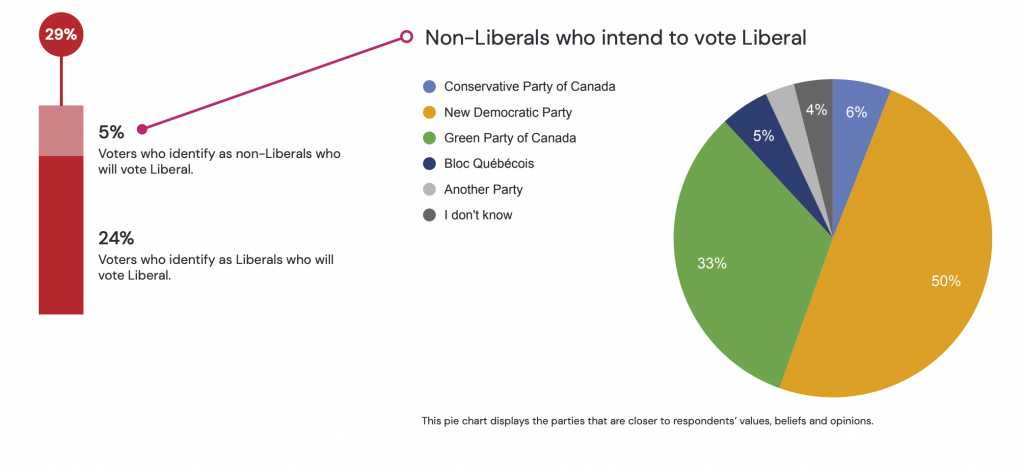 29%
5%
Voters who identify as non-Liberals who
will vote Liberal.
24%
Voters who identify as Liberals who will
vote Liberal.
Non-Liberals who intend to vote Liberal
Conservative Party of Canada
New Democratic Party
Green Party of Canada
Bloc Québécois
Another Party
I don't know
4%
6%
5%
33%
50%
This pie chart displays the parties that are closer to respondents’ values, beliefs and opinions.